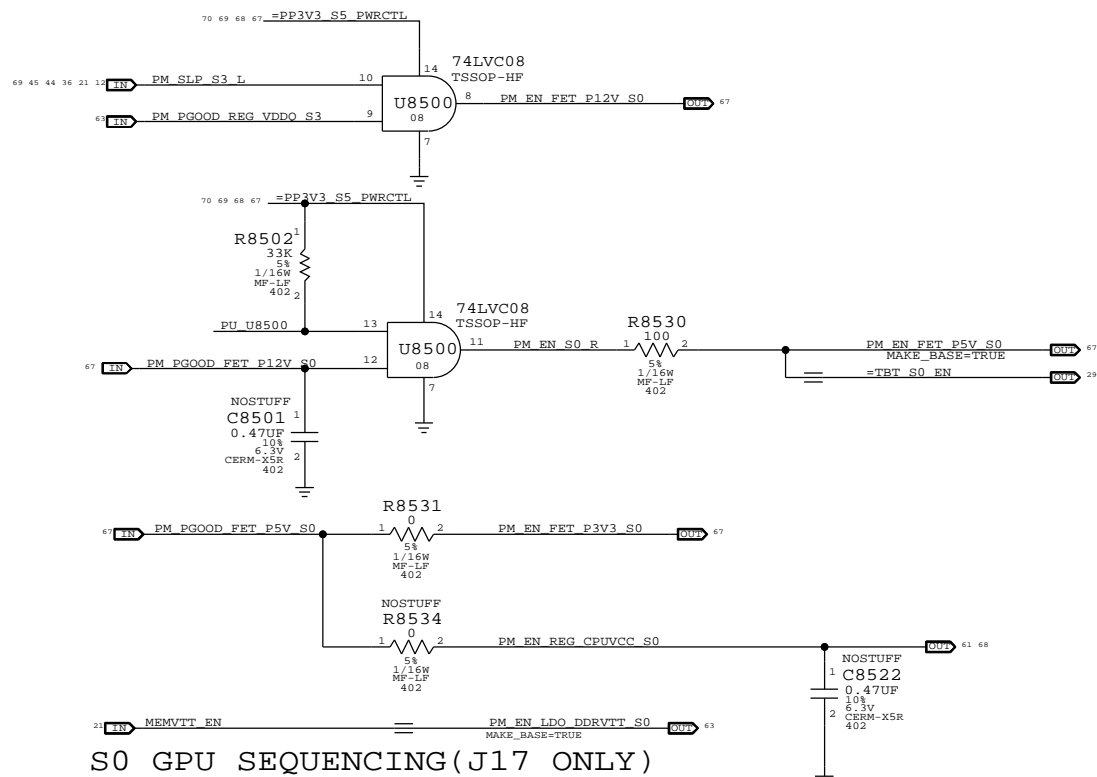 70 69 68 67 =PP3V3_S5_PWRCTL
14
74LVC08
TSSOP-HF
69 45 44 36 21 12 IN PM_SLP_S3_L 10
U8500
08
8 PM_EN_FET_P12V_S0 OUT 67
63 IN PM_PGOOD_REG_VDDQ_S3 9
7
70 69 68 67 =PP3V3_S5_PWRCTL
1
R8502
33K
5%
1/16W
MF-LF
402
2
14
74LVC08
TSSOP-HF
PU_U8500 13
U8500
08
11 PM_EN_S0_R
67 IN PM_PGOOD_FET_P12V_S0 12
7
R8530
1 100 2
5%
1/16W
MF-LF
402
PM_EN_FET_P5V_S0 OUT 67
MAKE_BASE=TRUE
=TBT_S0_EN OUT 29
NOSTUFF
C8501
1
0.47UF
10%
6.3V
2
CERM-X5R
402
67 IN PM_PGOOD_FET_P5V_S0
R8531
1 0 2
5%
1/16W
MF-LF
402
PM_EN_FET_P3V3_S0 OUT 67
NOSTUFF
R8534
1 0 2
5%
1/16W
MF-LF
402
PM_EN_REG_CPUVCC_S0 OUT 61 68
NOSTUFF
1
C8522
0.47UF
10%
6.3V
2
CERM-X5R
402
21 IN MEMVTT_EN PM_EN_LDO_DDRVTT_S0 OUT 63
MAKE_BASE=TRUE
S0 GPU SEQUENCING(J17 ONLY)